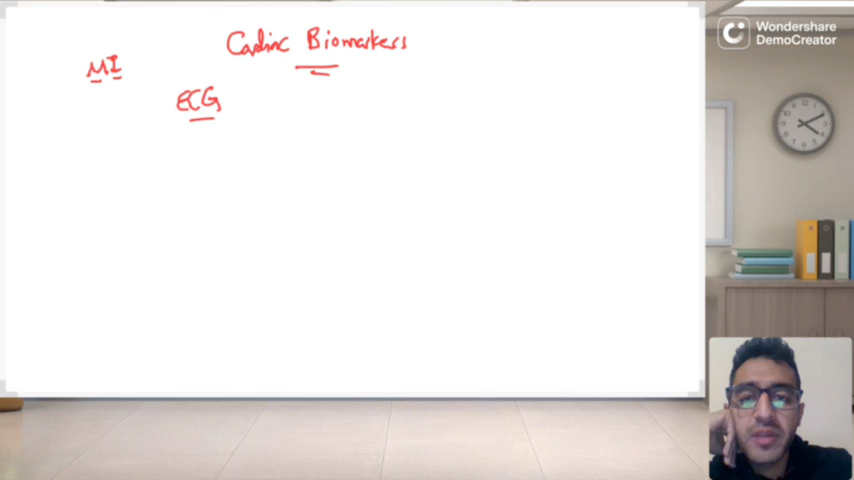 Cardiac Biomarkers
MI
ECG
Wondershare
DemoCreator